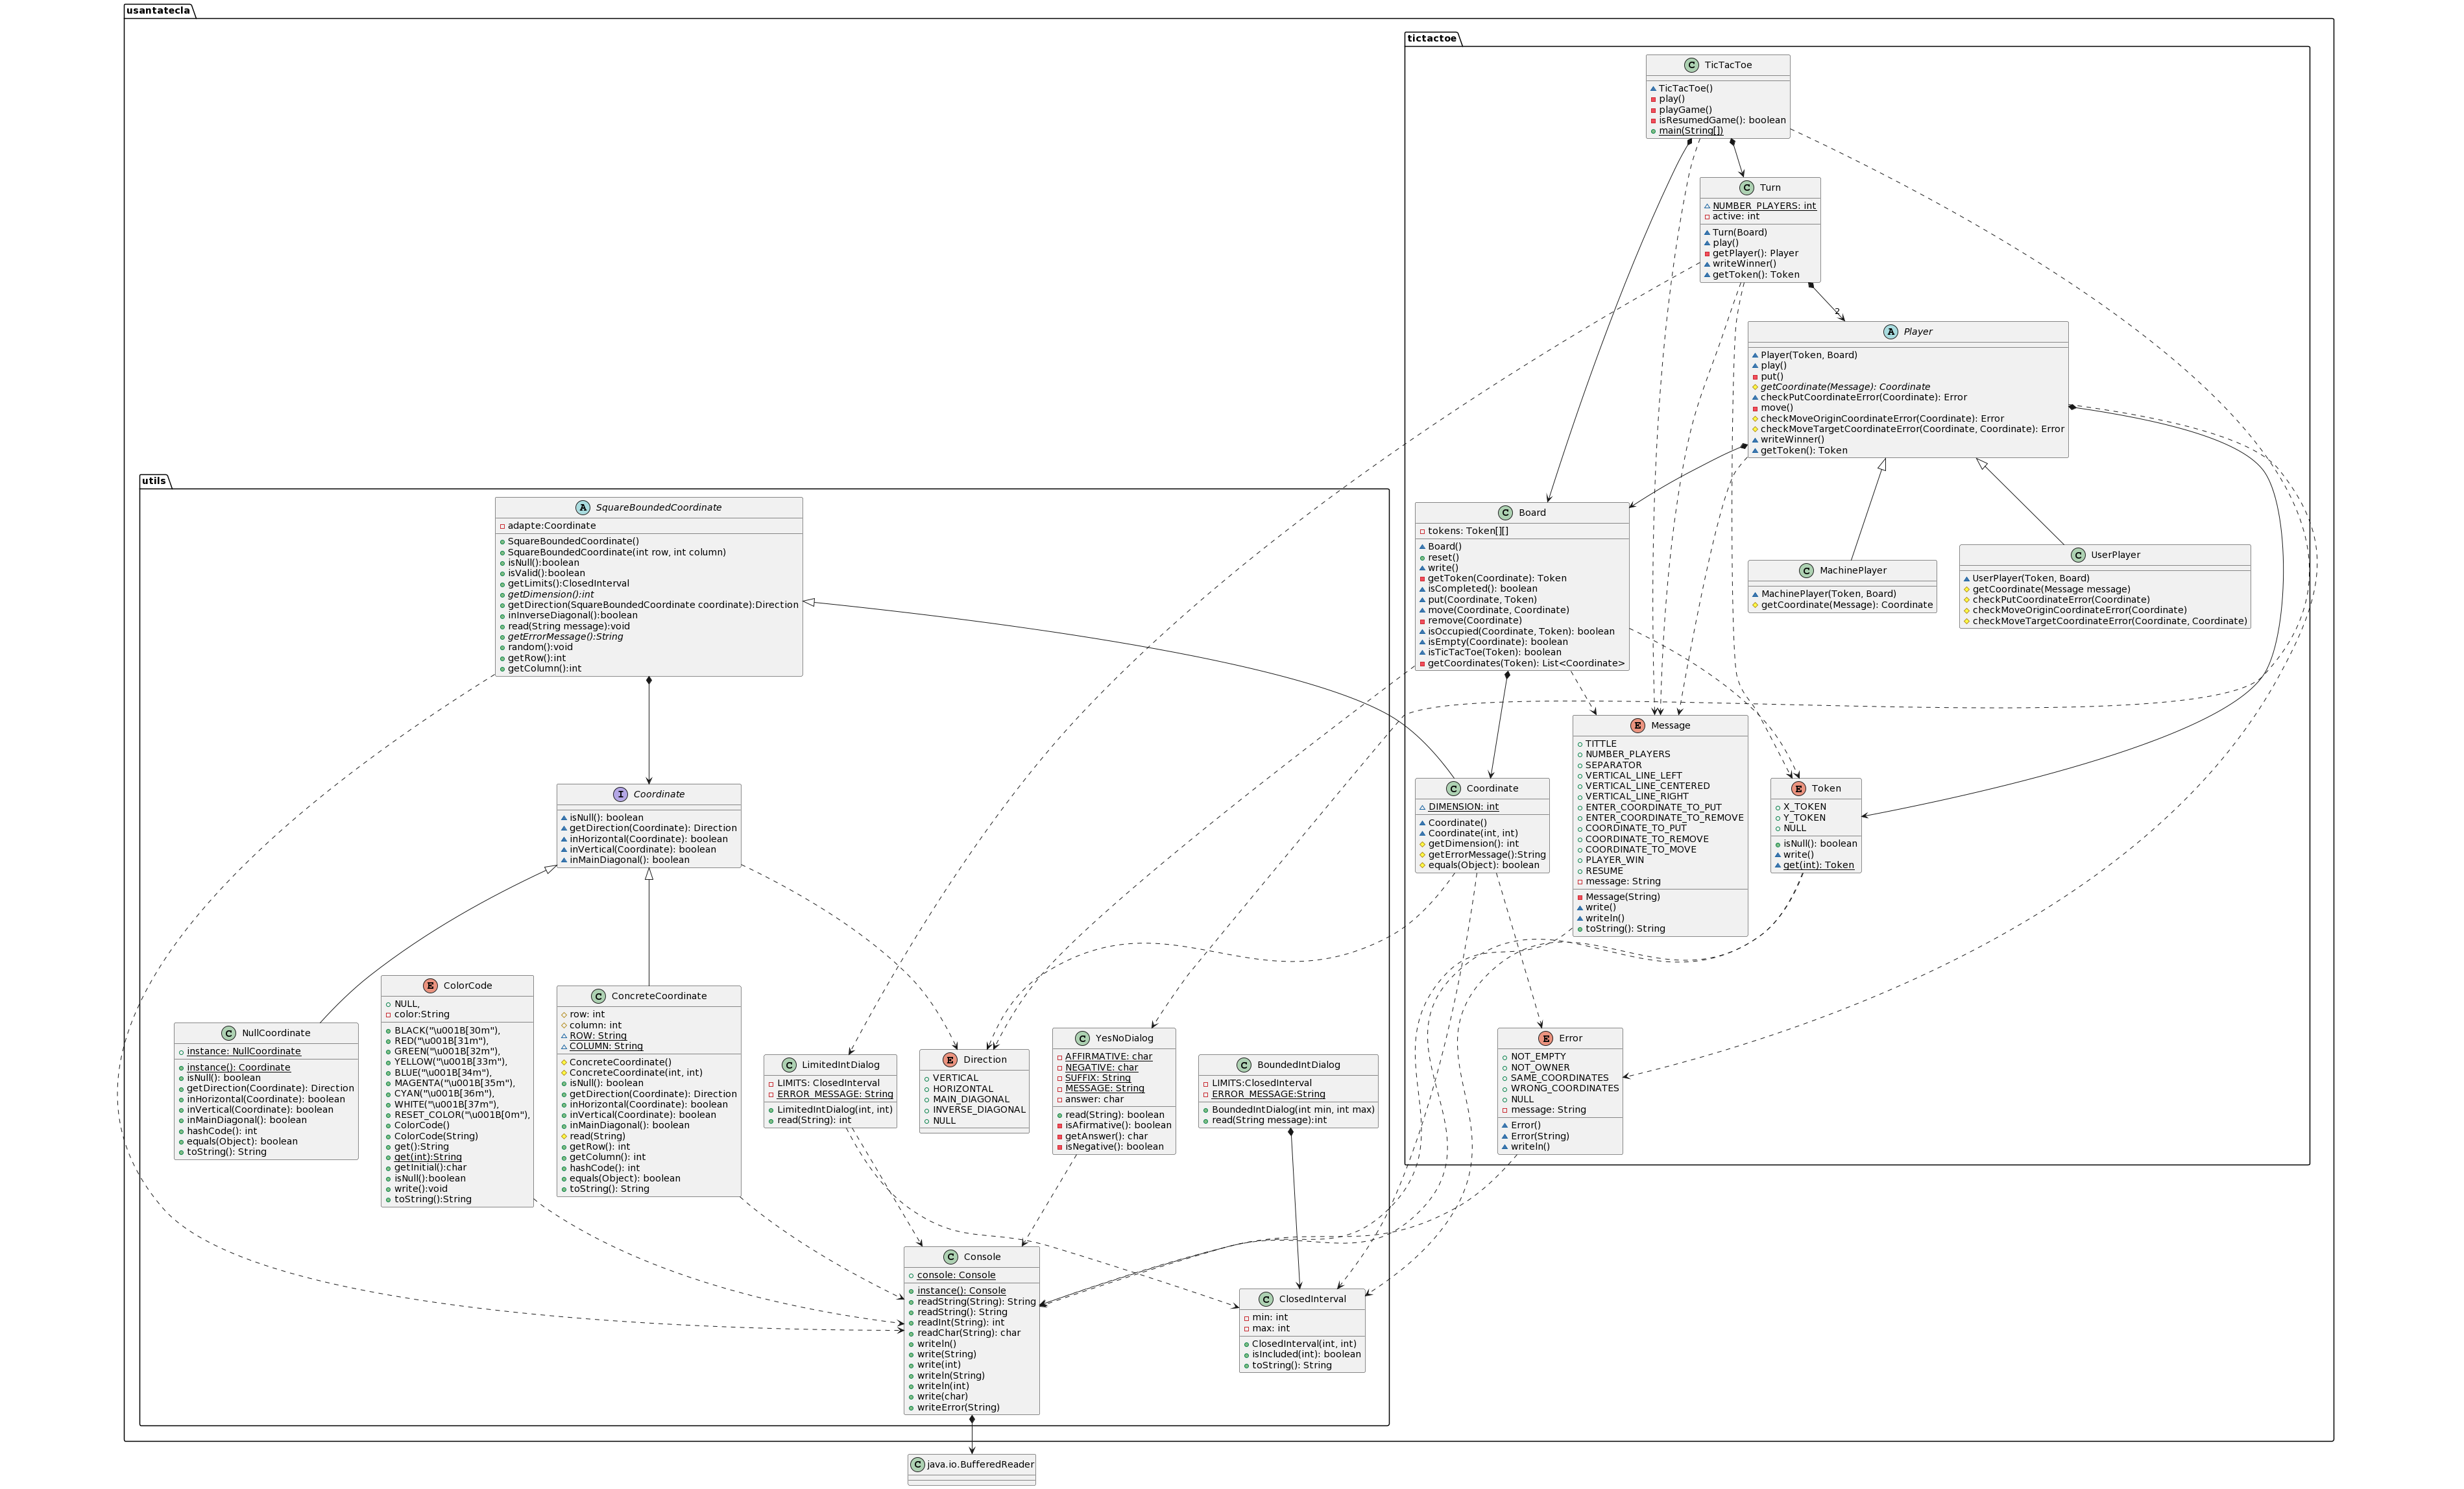 usantatecla
tictactoe
TicTacToe
TicTacToe()
play()
playGame()
isResumedGame(): boolean
main(String[])
Turn
NUMBER_PLAYERS: int
active: int
Turn(Board)
play()
getPlayer(): Player
writeWinner()
getToken(): Token
2
Player
Player(Token, Board)
play()
put()
getCoordinate(Message): Coordinate
checkPutCoordinateError(Coordinate): Error
move()
checkMoveOriginCoordinateError(Coordinate): Error
checkMoveTargetCoordinateError(Coordinate, Coordinate): Error
writeWinner()
getToken(): Token
Board
tokens: Token[][]
Board()
reset()
write()
getToken(Coordinate): Token
isCompleted(): boolean
put(Coordinate, Token)
move(Coordinate, Coordinate)
remove(Coordinate)
isOccupied(Coordinate, Token): boolean
isEmpty(Coordinate): boolean
isTicTacToe(Token): boolean
getCoordinates(Token): List<Coordinate>
MachinePlayer
MachinePlayer(Token, Board)
getCoordinate(Message): Coordinate
UserPlayer
UserPlayer(Token, Board)
getCoordinate(Message message)
checkPutCoordinateError(Coordinate)
checkMoveOriginCoordinateError(Coordinate)
checkMoveTargetCoordinateError(Coordinate, Coordinate)
Message
TITTLE
NUMBER_PLAYERS
SEPARATOR
VERTICAL_LINE_LEFT
VERTICAL_LINE_CENTERED
VERTICAL_LINE_RIGHT
ENTER_COORDINATE_TO_PUT
ENTER_COORDINATE_TO_REMOVE
COORDINATE_TO_PUT
COORDINATE_TO_REMOVE
COORDINATE_TO_MOVE
PLAYER_WIN
RESUME
message: String
Message(String)
write()
writeln()
toString(): String
Coordinate
DIMENSION: int
Coordinate()
Coordinate(int, int)
getDimension(): int
getErrorMessage():String
equals(Object): boolean
Token
X_TOKEN
Y_TOKEN
NULL
isNull(): boolean
write()
get(int): Token
Error
NOT_EMPTY
NOT_OWNER
SAME_COORDINATES
WRONG_COORDINATES
NULL
message: String
Error()
Error(String)
writeln()
utils
SquareBoundedCoordinate
adapte:Coordinate
SquareBoundedCoordinate()
SquareBoundedCoordinate(int row, int column)
isNull():boolean
isValid():boolean
getLimits():ClosedInterval
getDimension():int
getDirection(SquareBoundedCoordinate coordinate):Direction
inInverseDiagonal():boolean
read(String message):void
getErrorMessage():String
random():void
getRow():int
getColumn():int
Coordinate
isNull(): boolean
getDirection(Coordinate): Direction
inHorizontal(Coordinate): boolean
inVertical(Coordinate): boolean
inMainDiagonal(): boolean
NullCoordinate
instance: NullCoordinate
instance(): Coordinate
isNull(): boolean
getDirection(Coordinate): Direction
inHorizontal(Coordinate): boolean
inVertical(Coordinate): boolean
inMainDiagonal(): boolean
hashCode(): int
equals(Object): boolean
toString(): String
ColorCode
NULL,
color:String
BLACK("\u001B[30m"),
RED("\u001B[31m"),
GREEN("\u001B[32m"),
YELLOW("\u001B[33m"),
BLUE("\u001B[34m"),
MAGENTA("\u001B[35m"),
CYAN("\u001B[36m"),
WHITE("\u001B[37m"),
RESET_COLOR("\u001B[0m"),
ColorCode()
ColorCode(String)
get():String
get(int):String
getInitial():char
isNull():boolean
write():void
toString():String
ConcreteCoordinate
row: int
column: int
ROW: String
COLUMN: String
ConcreteCoordinate()
ConcreteCoordinate(int, int)
isNull(): boolean
getDirection(Coordinate): Direction
inHorizontal(Coordinate): boolean
inVertical(Coordinate): boolean
inMainDiagonal(): boolean
read(String)
getRow(): int
getColumn(): int
hashCode(): int
equals(Object): boolean
toString(): String
LimitedIntDialog
LIMITS: ClosedInterval
ERROR_MESSAGE: String
LimitedIntDialog(int, int)
read(String): int
Direction
VERTICAL
HORIZONTAL
MAIN_DIAGONAL
INVERSE_DIAGONAL
NULL
YesNoDialog
AFFIRMATIVE: char
NEGATIVE: char
SUFFIX: String
MESSAGE: String
answer: char
read(String): boolean
isAfirmative(): boolean
getAnswer(): char
isNegative(): boolean
BoundedIntDialog
LIMITS:ClosedInterval
ERROR_MESSAGE:String
BoundedIntDialog(int min, int max)
read(String message):int
Console
console: Console
instance(): Console
readString(String): String
readString(): String
readInt(String): int
readChar(String): char
writeln()
write(String)
write(int)
writeln(String)
writeln(int)
write(char)
writeError(String)
ClosedInterval
min: int
max: int
ClosedInterval(int, int)
isIncluded(int): boolean
toString(): String
java.io.BufferedReader